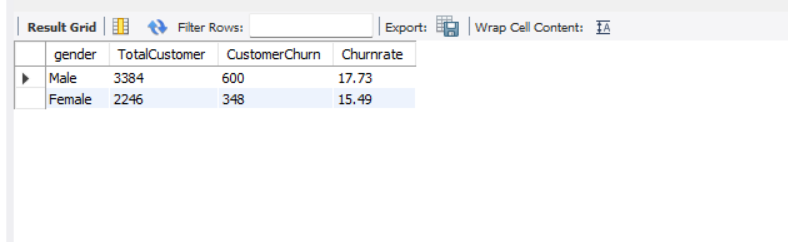 Result Grid Filter Rows: Export: Wrap Cell Content: IA
gender TotalCustomer CustomerChurn Churnrate
Male 3384 600 17.73
Female 2246 348 15.49